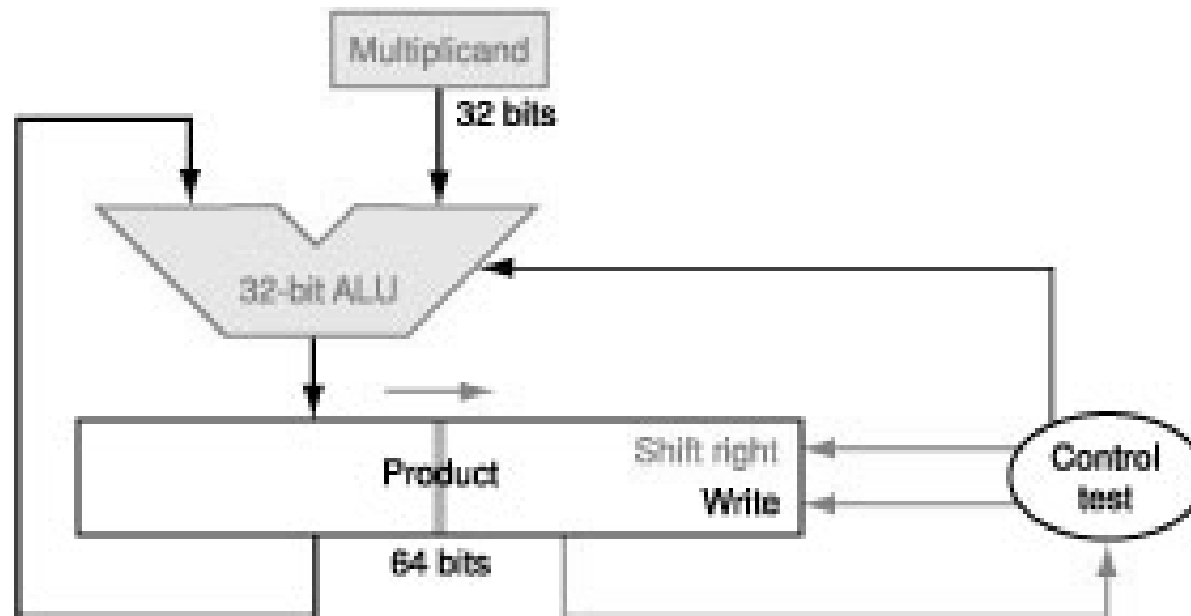 Multiplicand
32 bits
32-bit ALU
Shift right
Product
Write
Control
test
64 bits